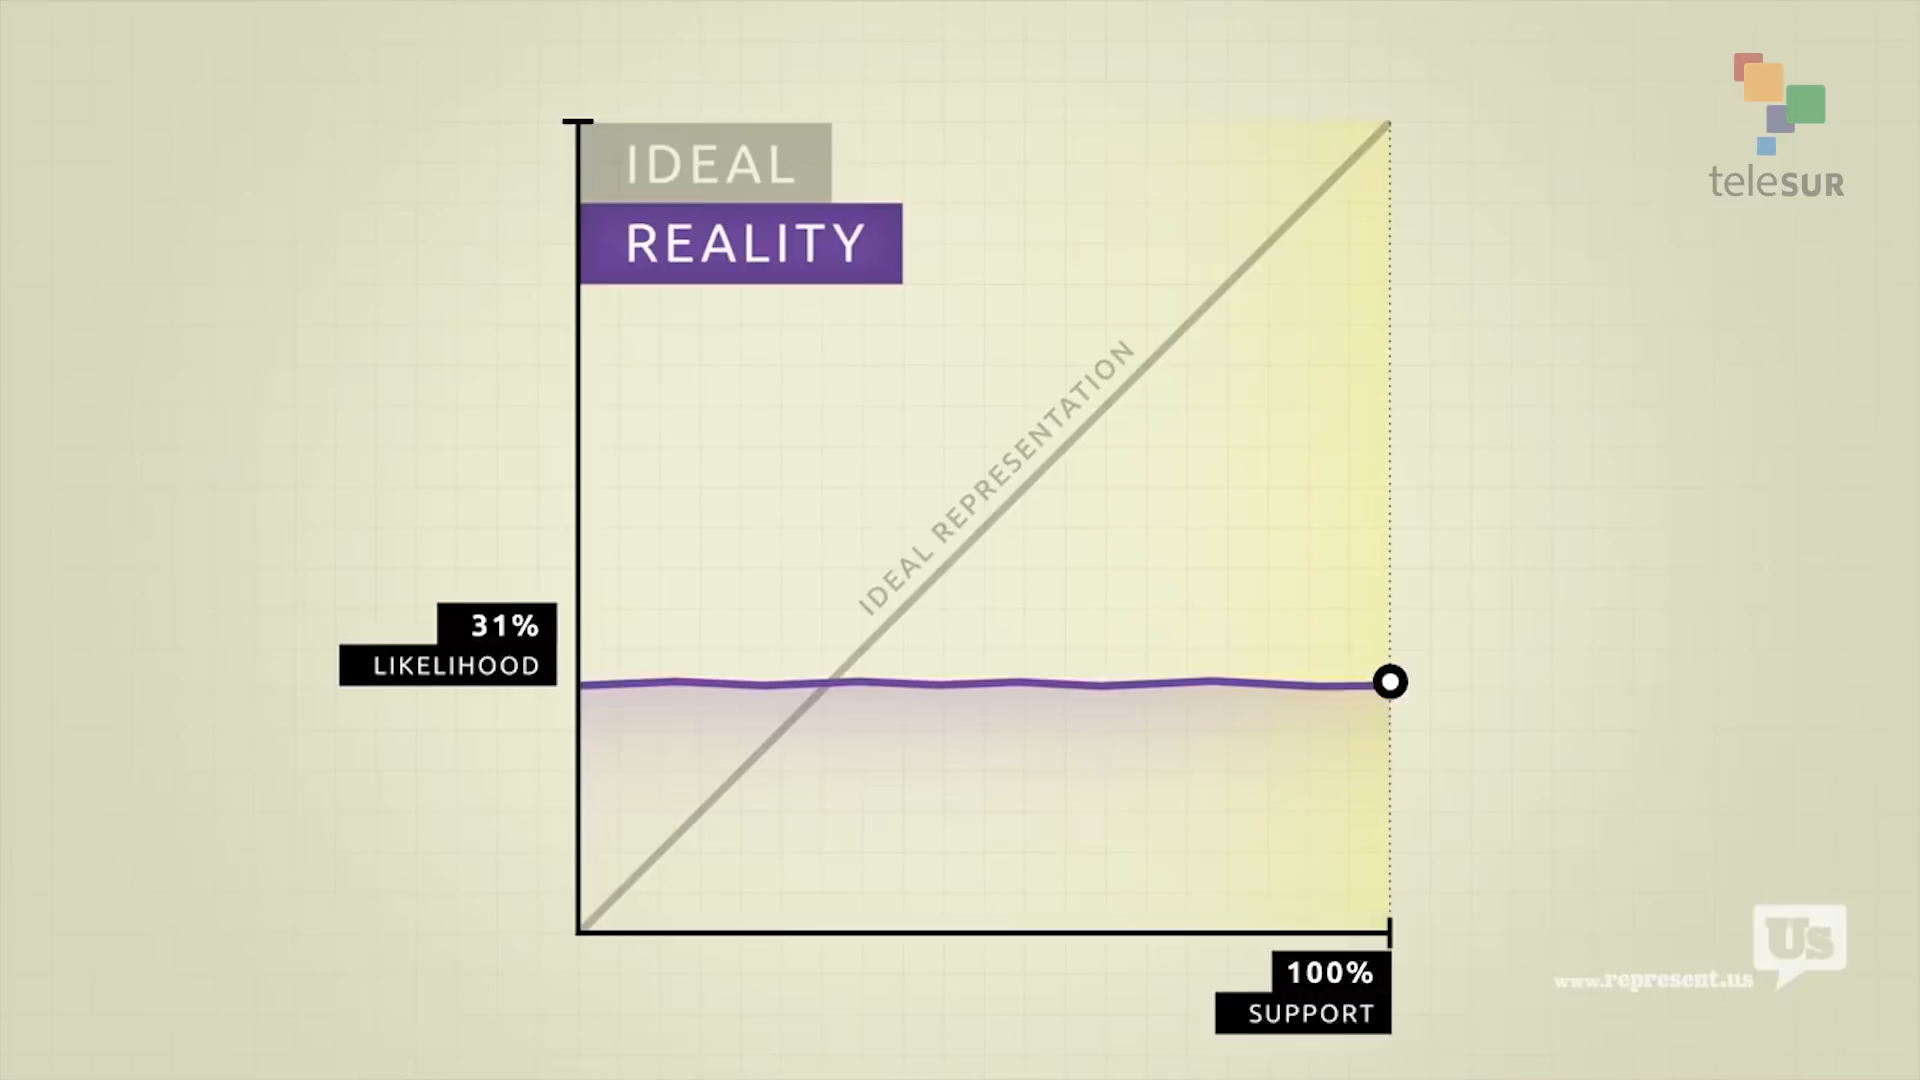 teleSUR
IDEAL
REALITY
IDEAL REPRESENTATION
31%
LIKELIHOOD
100%
SUPPORT
Us
www.represent.us